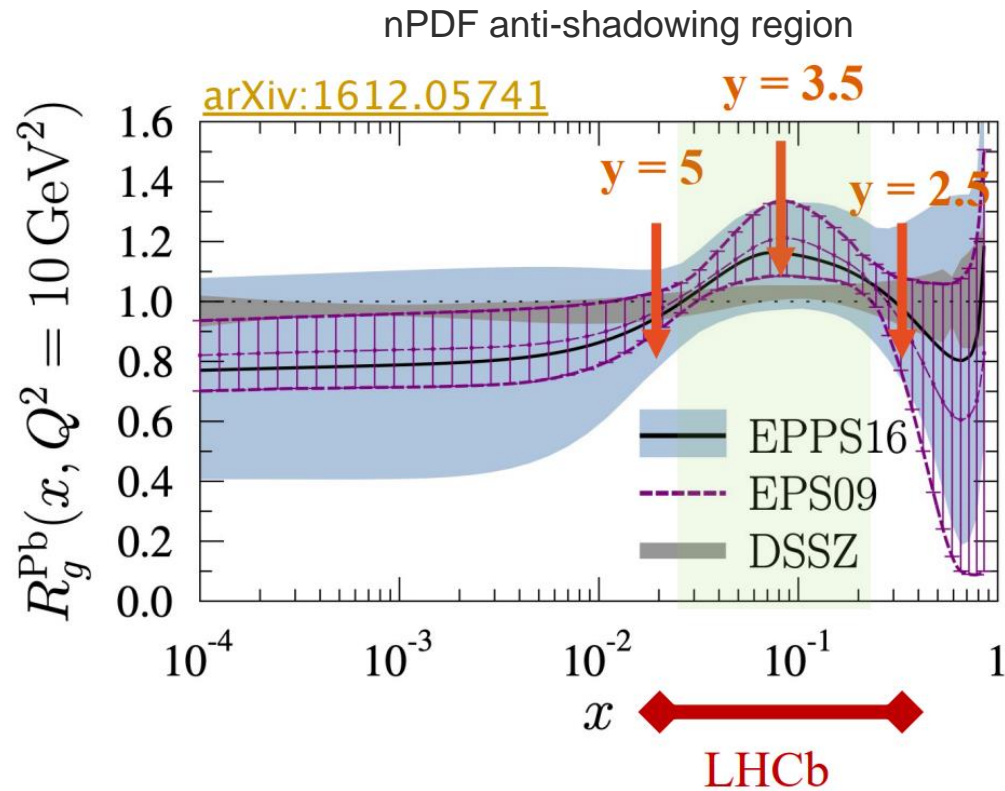 nPDF anti-shadowing region
arXiv:1612.05741
y = 3.5
y = 5
y = 2.5
R_g^Pb(x, Q^2 = 10 GeV^2)
1.6
1.4
1.2
1.0
0.8
0.6
0.4
0.2
0.0
EPPS16
EPS09
DSSZ
10^-4 10^-3 10^-2 10^-1 1
x
LHCb